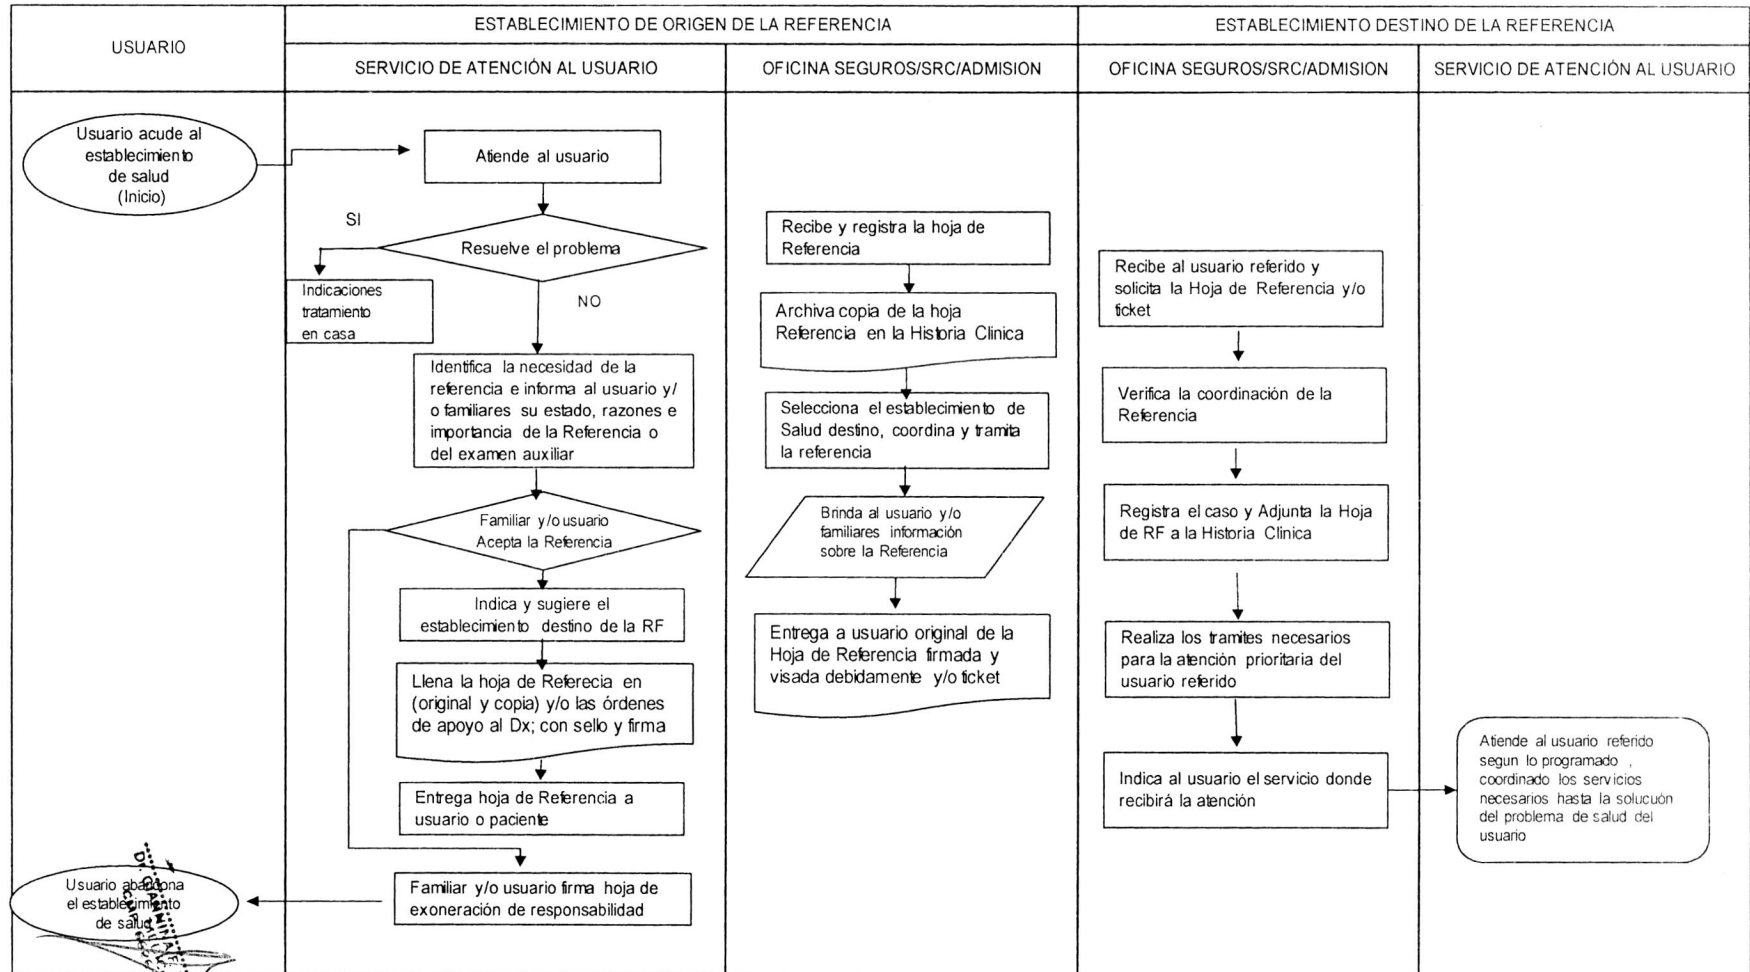 USUARIO
ESTABLECIMIENTO DE ORIGEN DE LA REFERENCIA
ESTABLECIMIENTO DESTINO DE LA REFERENCIA
SERVICIO DE ATENCIÓN AL USUARIO
OFICINA SEGUROS/SRC/ADMISION
OFICINA SEGUROS/SRC/ADMISION
SERVICIO DE ATENCIÓN AL USUARIO
Usuario acude al
establecimiento
de salud
(Inicio)
Atiende al usuario
SI
Resuelve el problema
Indicaciones
tratamiento
en casa
NO
Identifica la necesidad de la
referencia e informa al usuario y/
o familiares su estado, razones e
importancia de la Referencia o
del examen auxiliar
Familiar y/o usuario
Acepta la Referencia
Indica y sugiere el
establecimiento destino de la RF
Llena la hoja de Referecia en
(original y copia) y/o las órdenes
de apoyo al Dx; con sello y firma
Entrega hoja de Referencia a
usuario o paciente
Familiar y/o usuario firma hoja de
exoneración de responsabilidad
Usuario abandona
el establecimiento
de salud
Recibe y registra la hoja de
Referencia
Archiva copia de la hoja
Referencia en la Historia Clinica
Selecciona el establecimiento de
Salud destino, coordina y tramita
la referencia
Brinda al usuario y/o
familiares información
sobre la Referencia
Entrega a usuario original de la
Hoja de Referencia firmada y
visada debidamente y/o ticket
Recibe al usuario referido y
solicita la Hoja de Referencia y/o
ticket
Verifica la coordinación de la
Referencia
Registra el caso y Adjunta la Hoja
de RF a la Historia Clinica
Realiza los tramites necesarios
para la atención prioritaria del
usuario referido
Indica al usuario el servicio donde
recibirá la atención
Atiende al usuario referido
segun lo programado ,
coordinado los servicios
necesarios hasta la solucuón
del problema de salud del
usuario